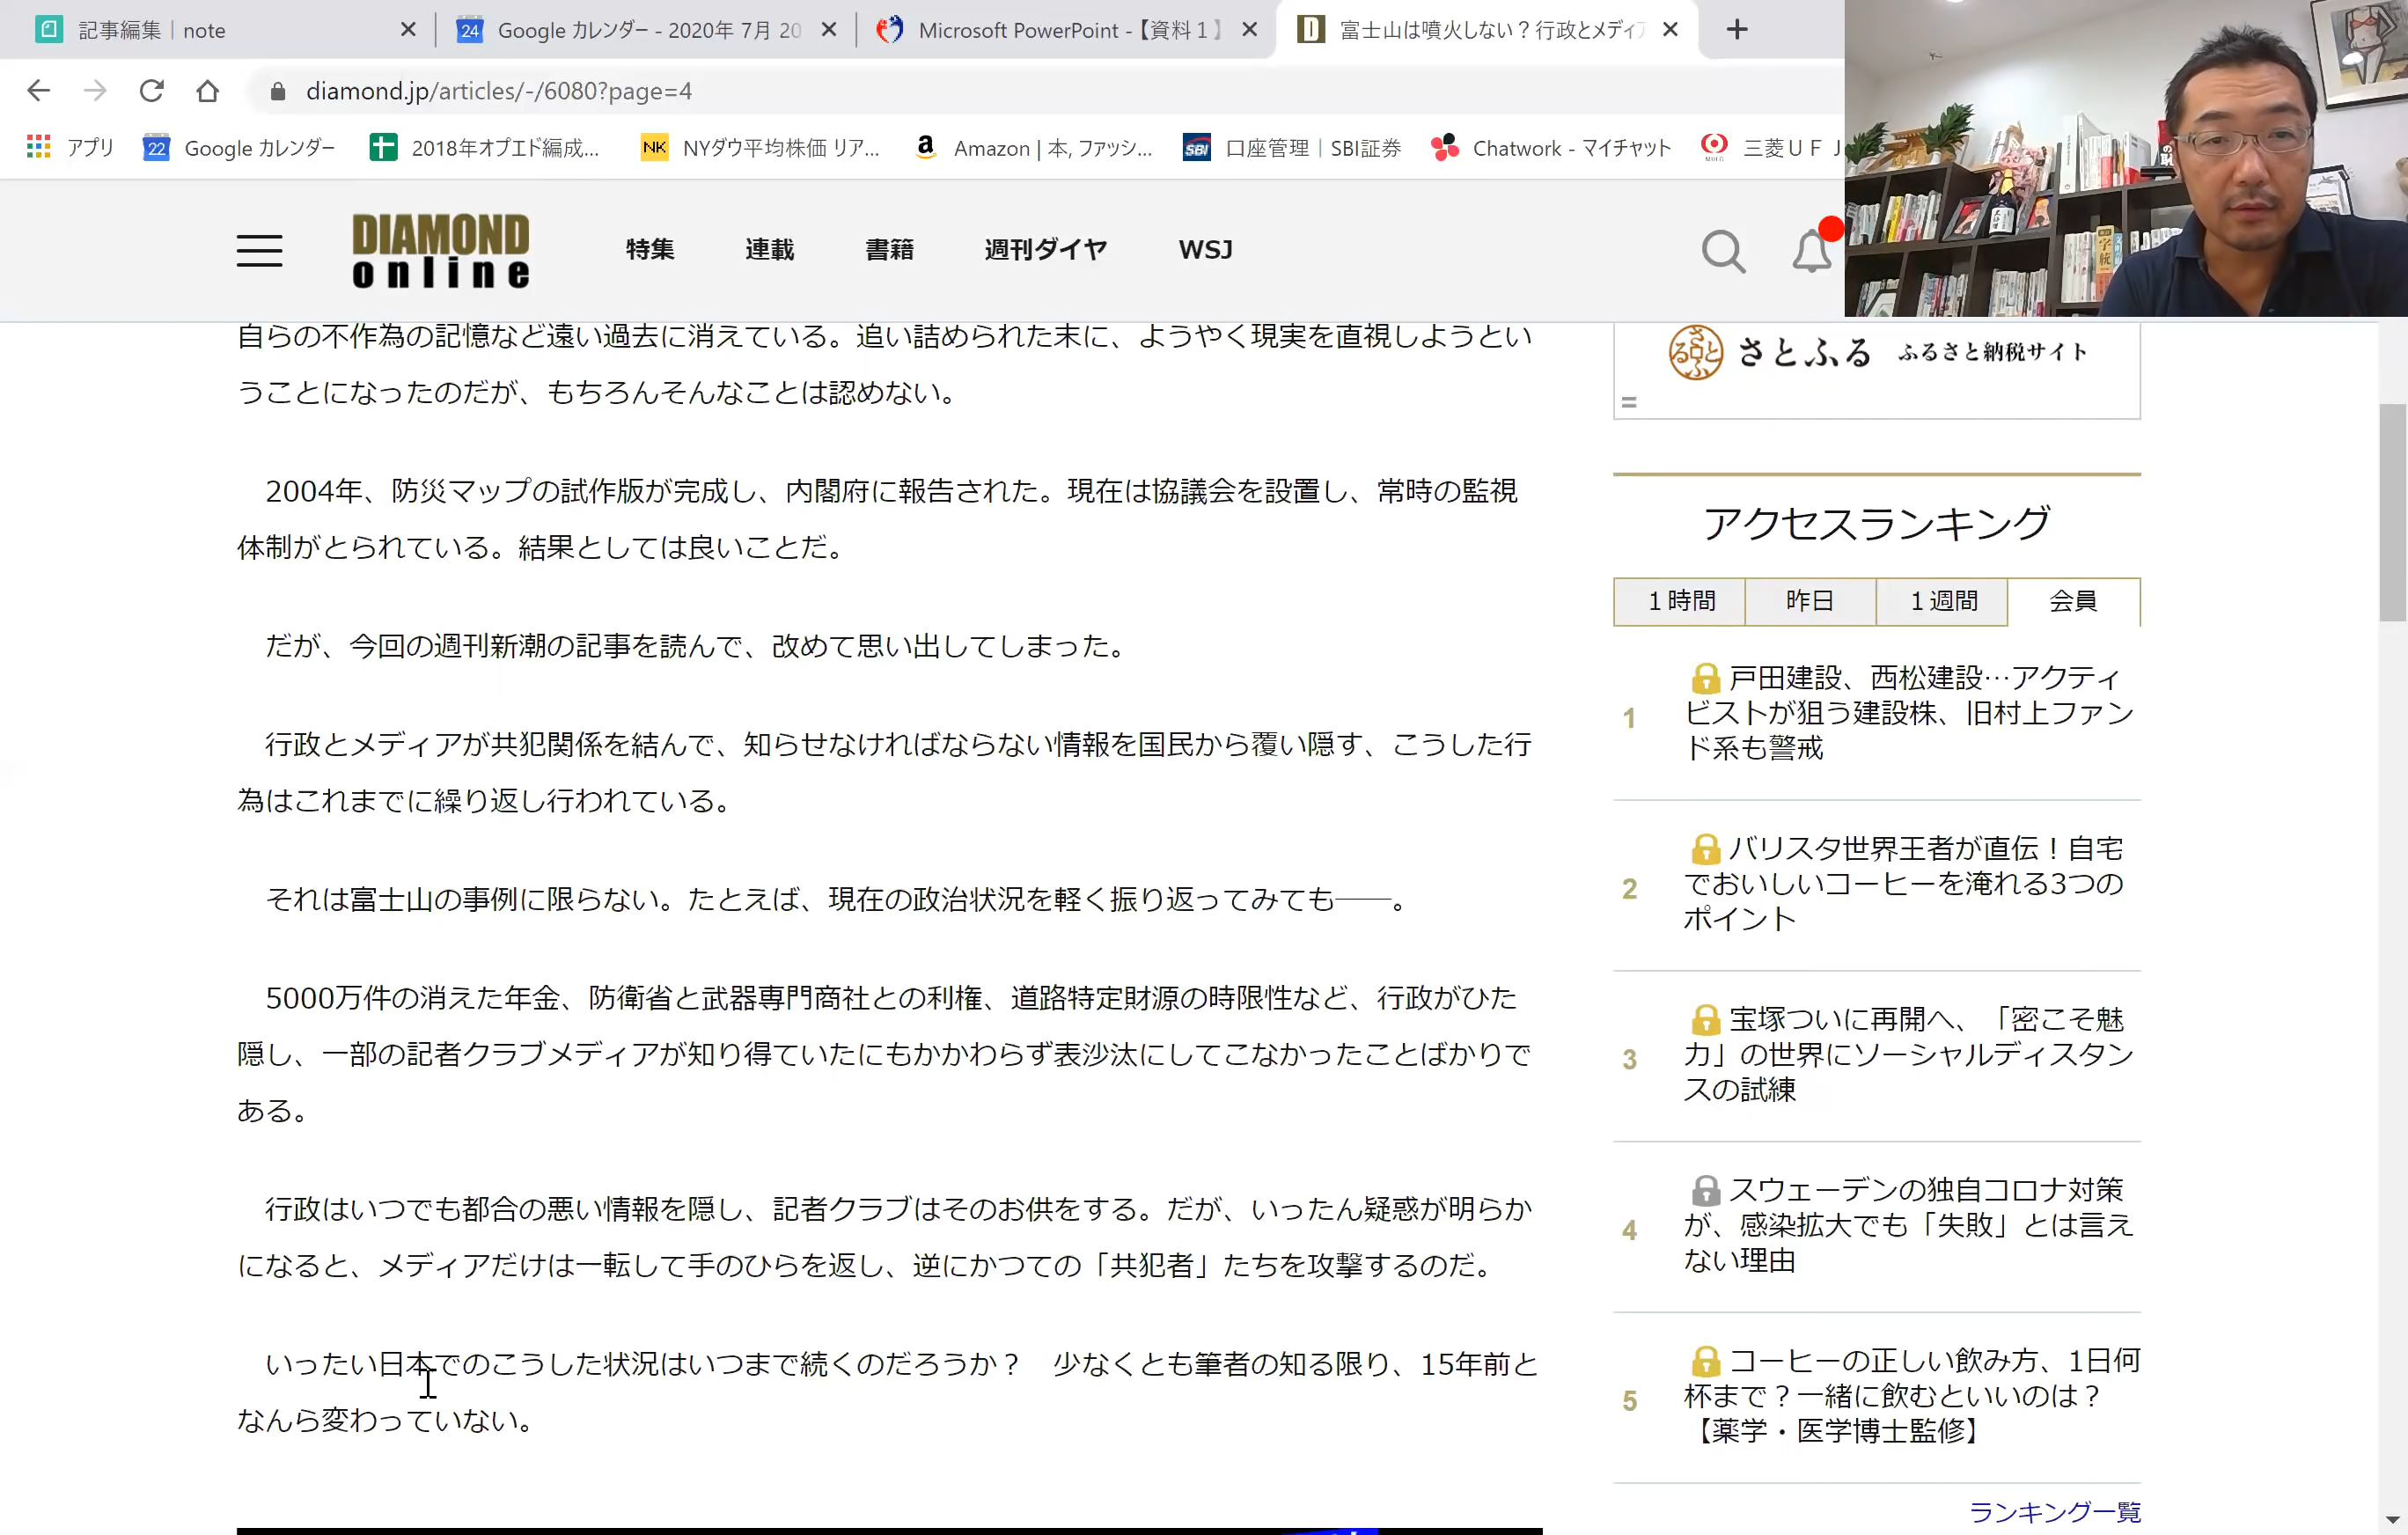 記事編集｜note
24
Google カレンダー - 2020年 7月 20
Microsoft PowerPoint -【資料１】
D
富士山は噴火しない？行政とメディ
diamond.jp/articles/-/6080?page=4
アプリ
22
Google カレンダー
2018年オプエド編成...
NK
NYダウ平均株価 リア...
a
Amazon | 本, ファッシ...
SBI
口座管理｜SBI証券
Chatwork - マイチャット
MUFG
三菱ＵＦＪ
DIAMOND
online
特集
連載
書籍
週刊ダイヤ
WSJ
字統
自らの不作為の記憶など遠い過去に消えている。追い詰められた末に、ようやく現実を直視しようとい
うことになったのだが、もちろんそんなことは認めない。
2004年、防災マップの試作版が完成し、内閣府に報告された。現在は協議会を設置し、常時の監視
体制がとられている。結果としては良いことだ。
だが、今回の週刊新潮の記事を読んで、改めて思い出してしまった。
行政とメディアが共犯関係を結んで、知らせなければならない情報を国民から覆い隠す、こうした行
為はこれまでに繰り返し行われている。
それは富士山の事例に限らない。たとえば、現在の政治状況を軽く振り返ってみても――。
5000万件の消えた年金、防衛省と武器専門商社との利権、道路特定財源の時限性など、行政がひた
隠し、一部の記者クラブメディアが知り得ていたにもかかわらず表沙汰にしてこなかったことばかりで
ある。
行政はいつでも都合の悪い情報を隠し、記者クラブはそのお供をする。だが、いったん疑惑が明らか
になると、メディアだけは一転して手のひらを返し、逆にかつての「共犯者」たちを攻撃するのだ。
いったい日本でのこうした状況はいつまで続くのだろうか？　少なくとも筆者の知る限り、15年前と
なんら変わっていない。
さとふる
さとふる ふるさと納税サイト
アクセスランキング
１時間
昨日
１週間
会員
1
戸田建設、西松建設…アクティ
ビストが狙う建設株、旧村上ファン
ド系も警戒
2
バリスタ世界王者が直伝！自宅
でおいしいコーヒーを淹れる3つの
ポイント
3
宝塚ついに再開へ、「密こそ魅
力」の世界にソーシャルディスタン
スの試練
4
スウェーデンの独自コロナ対策
が、感染拡大でも「失敗」とは言え
ない理由
5
コーヒーの正しい飲み方、1日何
杯まで？一緒に飲むといいのは？
【薬学・医学博士監修】
ランキング一覧